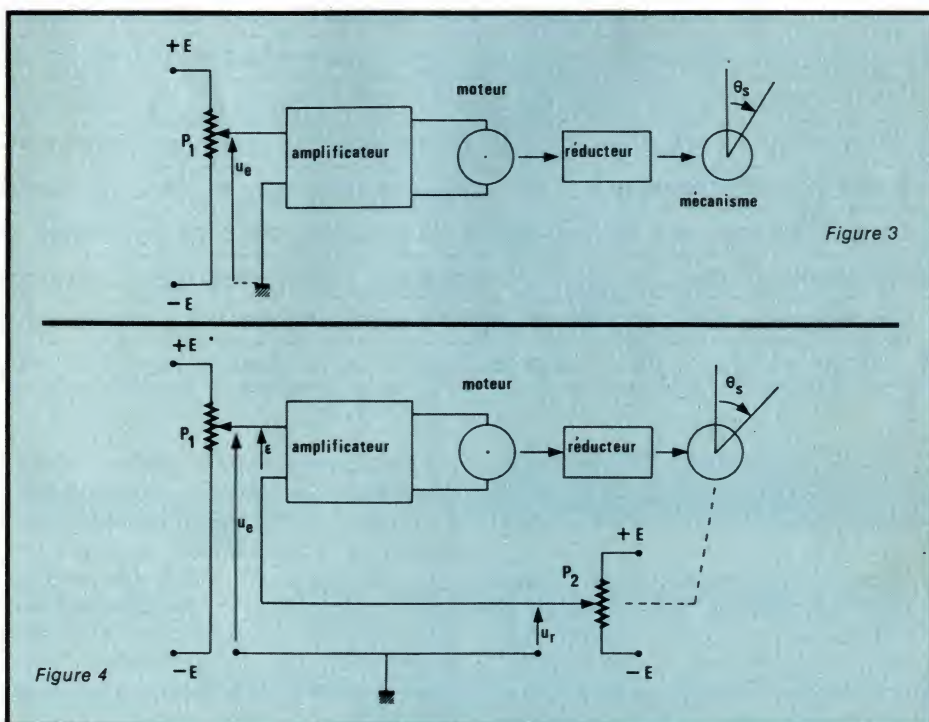 + E
moteur
θs
P1
amplificateur
réducteur
ue
mécanisme
Figure 3
− E
+ E
moteur
θs
P1
ε
amplificateur
réducteur
ue
+ E
P2
ur
− E
− E
Figure 4